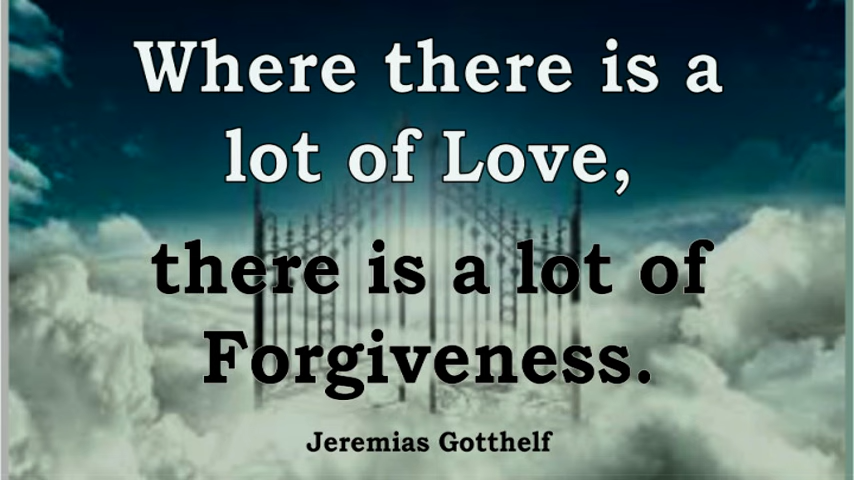 Where there is a
lot of Love,
there is a lot of
Forgiveness.
Jeremias Gotthelf